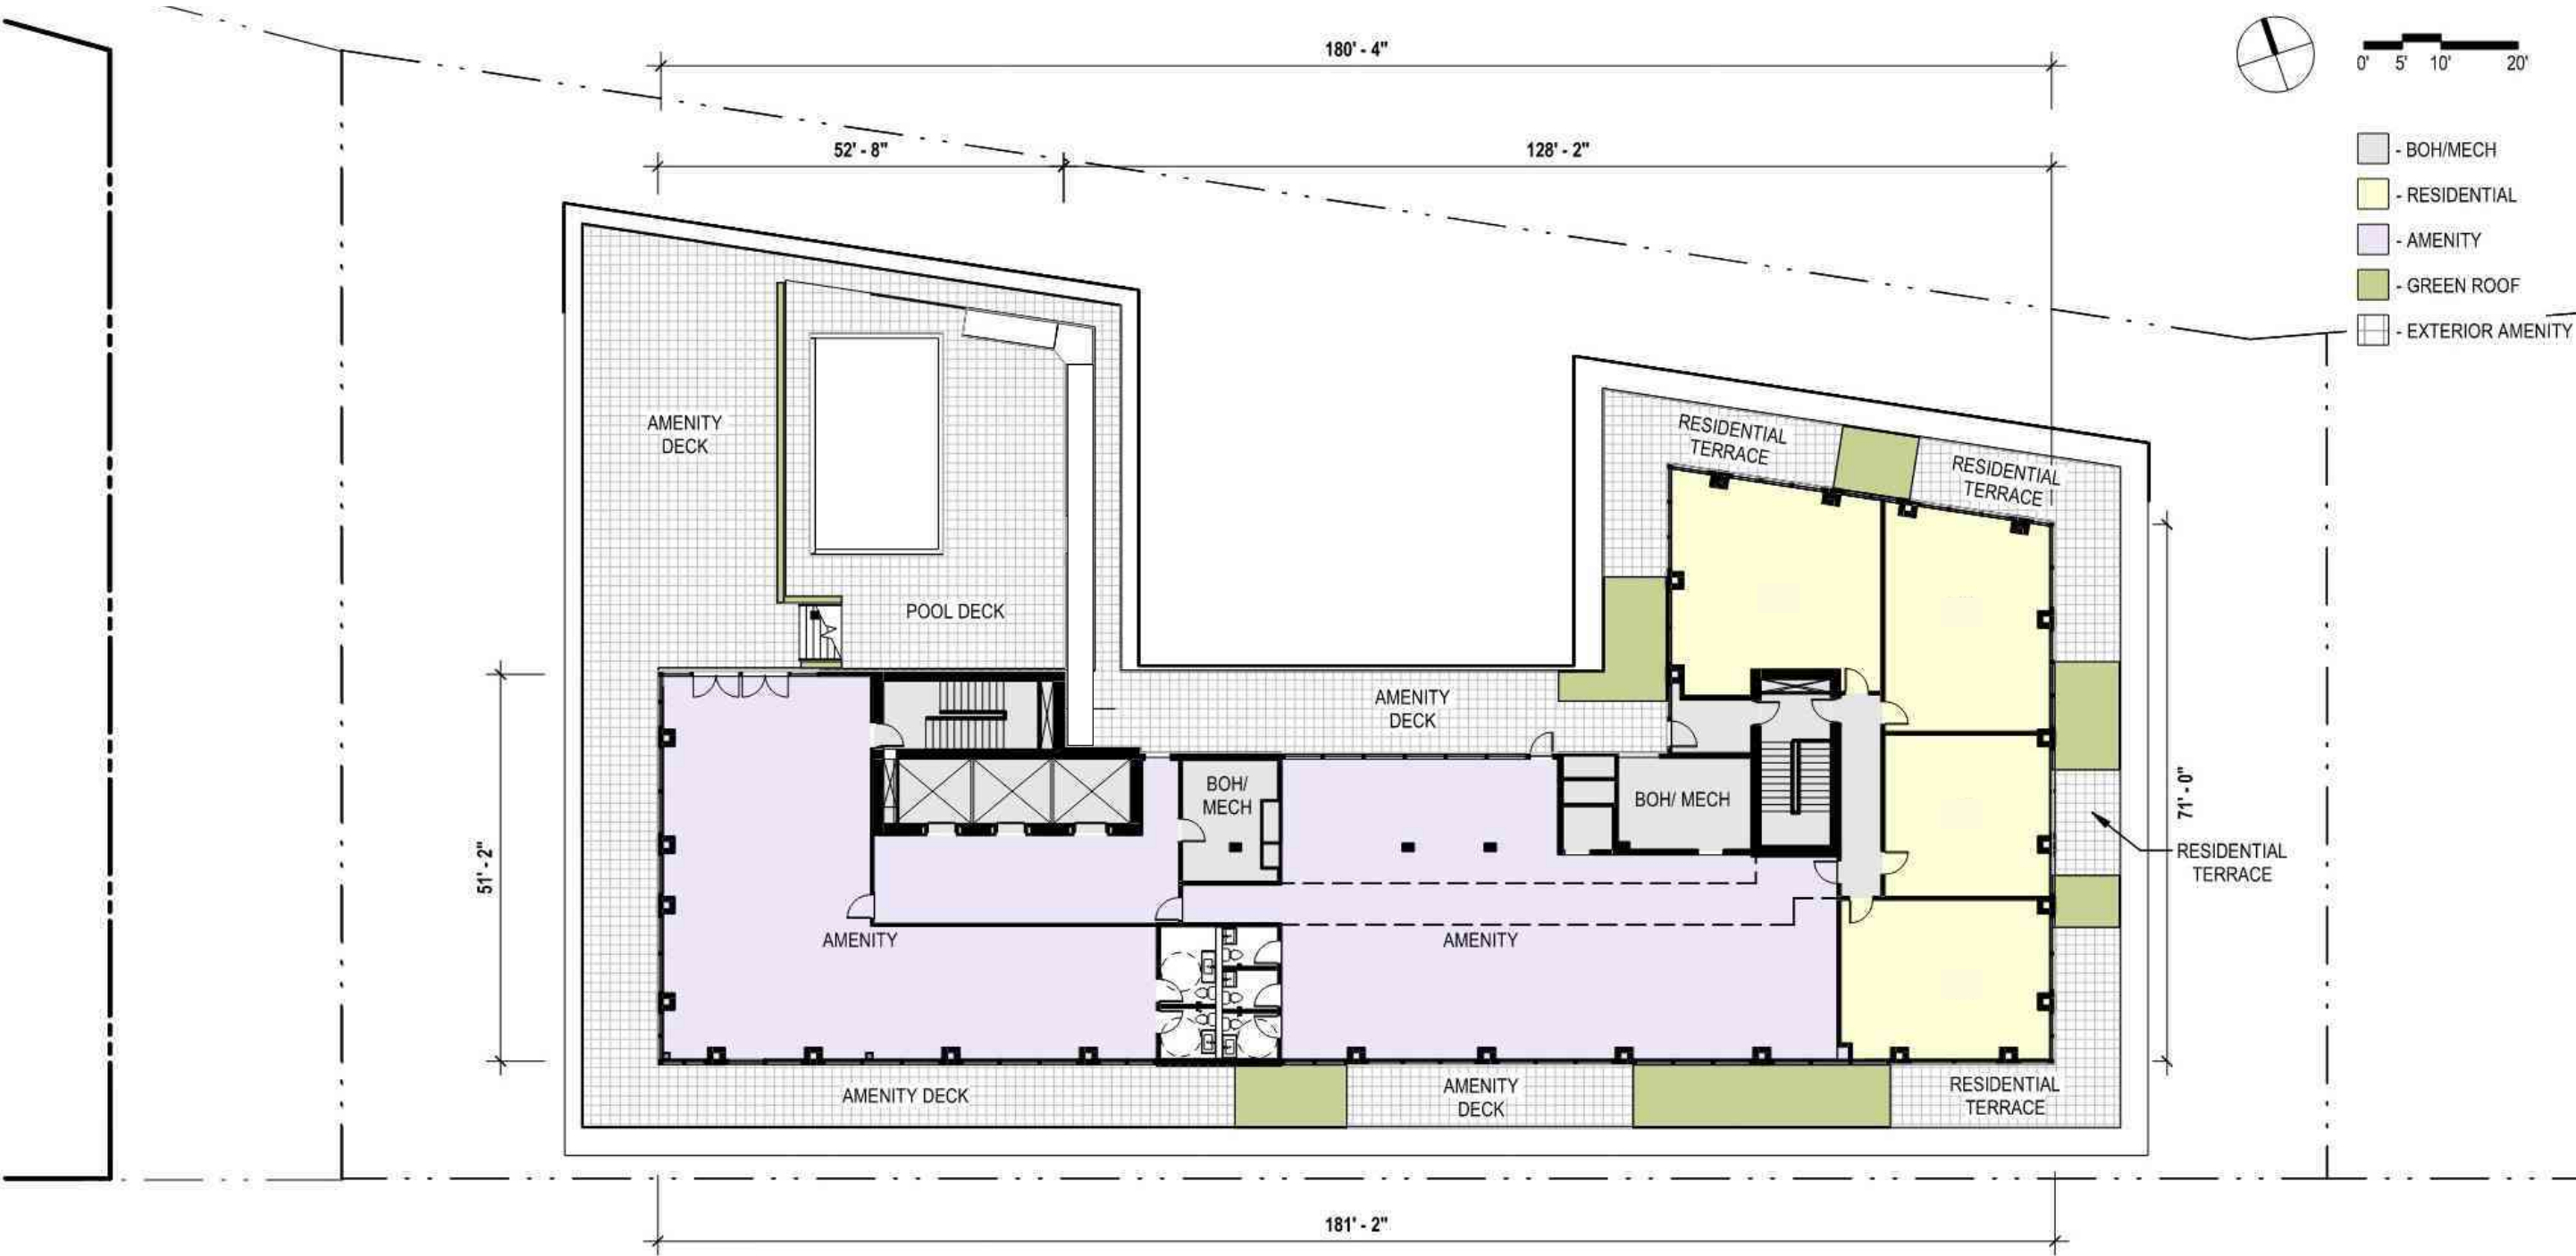 180' - 4"
0' 5' 10' 20'
52' - 8"
128' - 2"
- BOH/MECH
- RESIDENTIAL
- AMENITY
- GREEN ROOF
- EXTERIOR AMENITY
AMENITY
DECK
RESIDENTIAL
TERRACE
RESIDENTIAL
TERRACE
POOL DECK
AMENITY
DECK
BOH/
MECH
BOH/ MECH
71' - 0"
51' - 2"
RESIDENTIAL
TERRACE
AMENITY
AMENITY
AMENITY DECK
AMENITY
DECK
RESIDENTIAL
TERRACE
181' - 2"